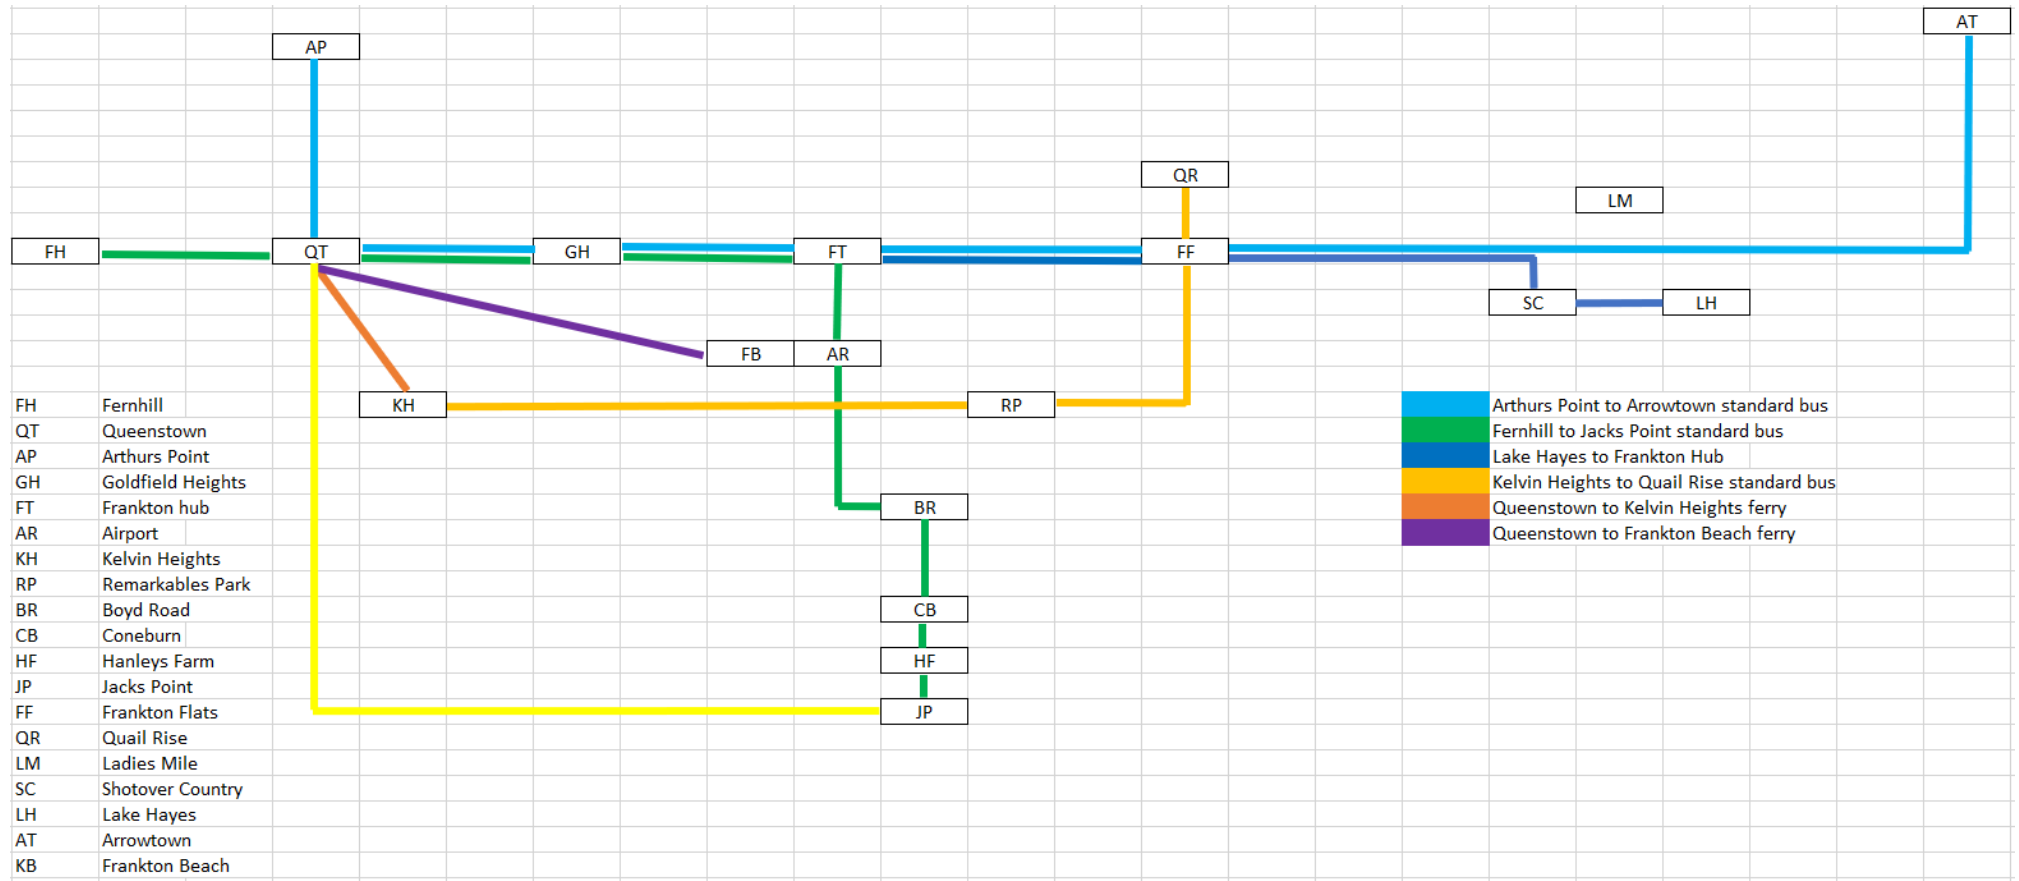 AT
AP
QR
LM
FH QT GH FT FF
SC LH
FB AR
KH RP
FH Fernhill
QT Queenstown
AP Arthurs Point
GH Goldfield Heights
FT Frankton hub
AR Airport
KH Kelvin Heights
RP Remarkables Park
BR Boyd Road
CB Coneburn
HF Hanleys Farm
JP Jacks Point
FF Frankton Flats
QR Quail Rise
LM Ladies Mile
SC Shotover Country
LH Lake Hayes
AT Arrowtown
KB Frankton Beach
BR
CB
HF
JP
Arthurs Point to Arrowtown standard bus
Fernhill to Jacks Point standard bus
Lake Hayes to Frankton Hub
Kelvin Heights to Quail Rise standard bus
Queenstown to Kelvin Heights ferry
Queenstown to Frankton Beach ferry